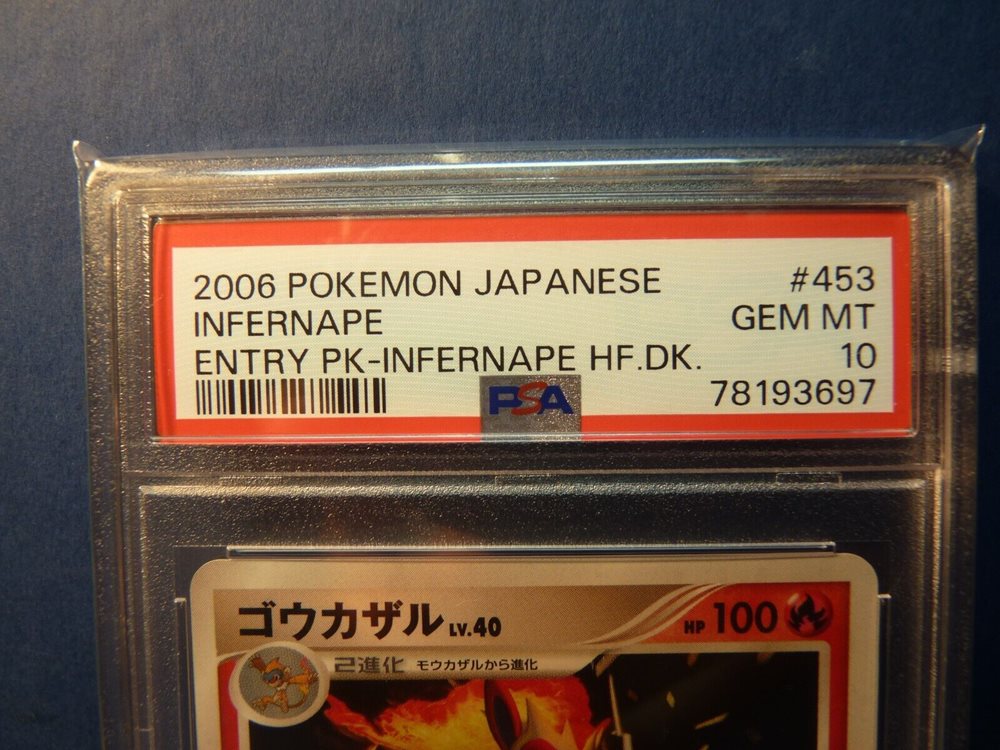 2006 POKEMON JAPANESE #453
INFERNAPE GEM MT
ENTRY PK-INFERNAPE HF.DK. 10
PSA 78193697
ゴウカザル LV.40 HP 100
2進化 モウカザルから進化